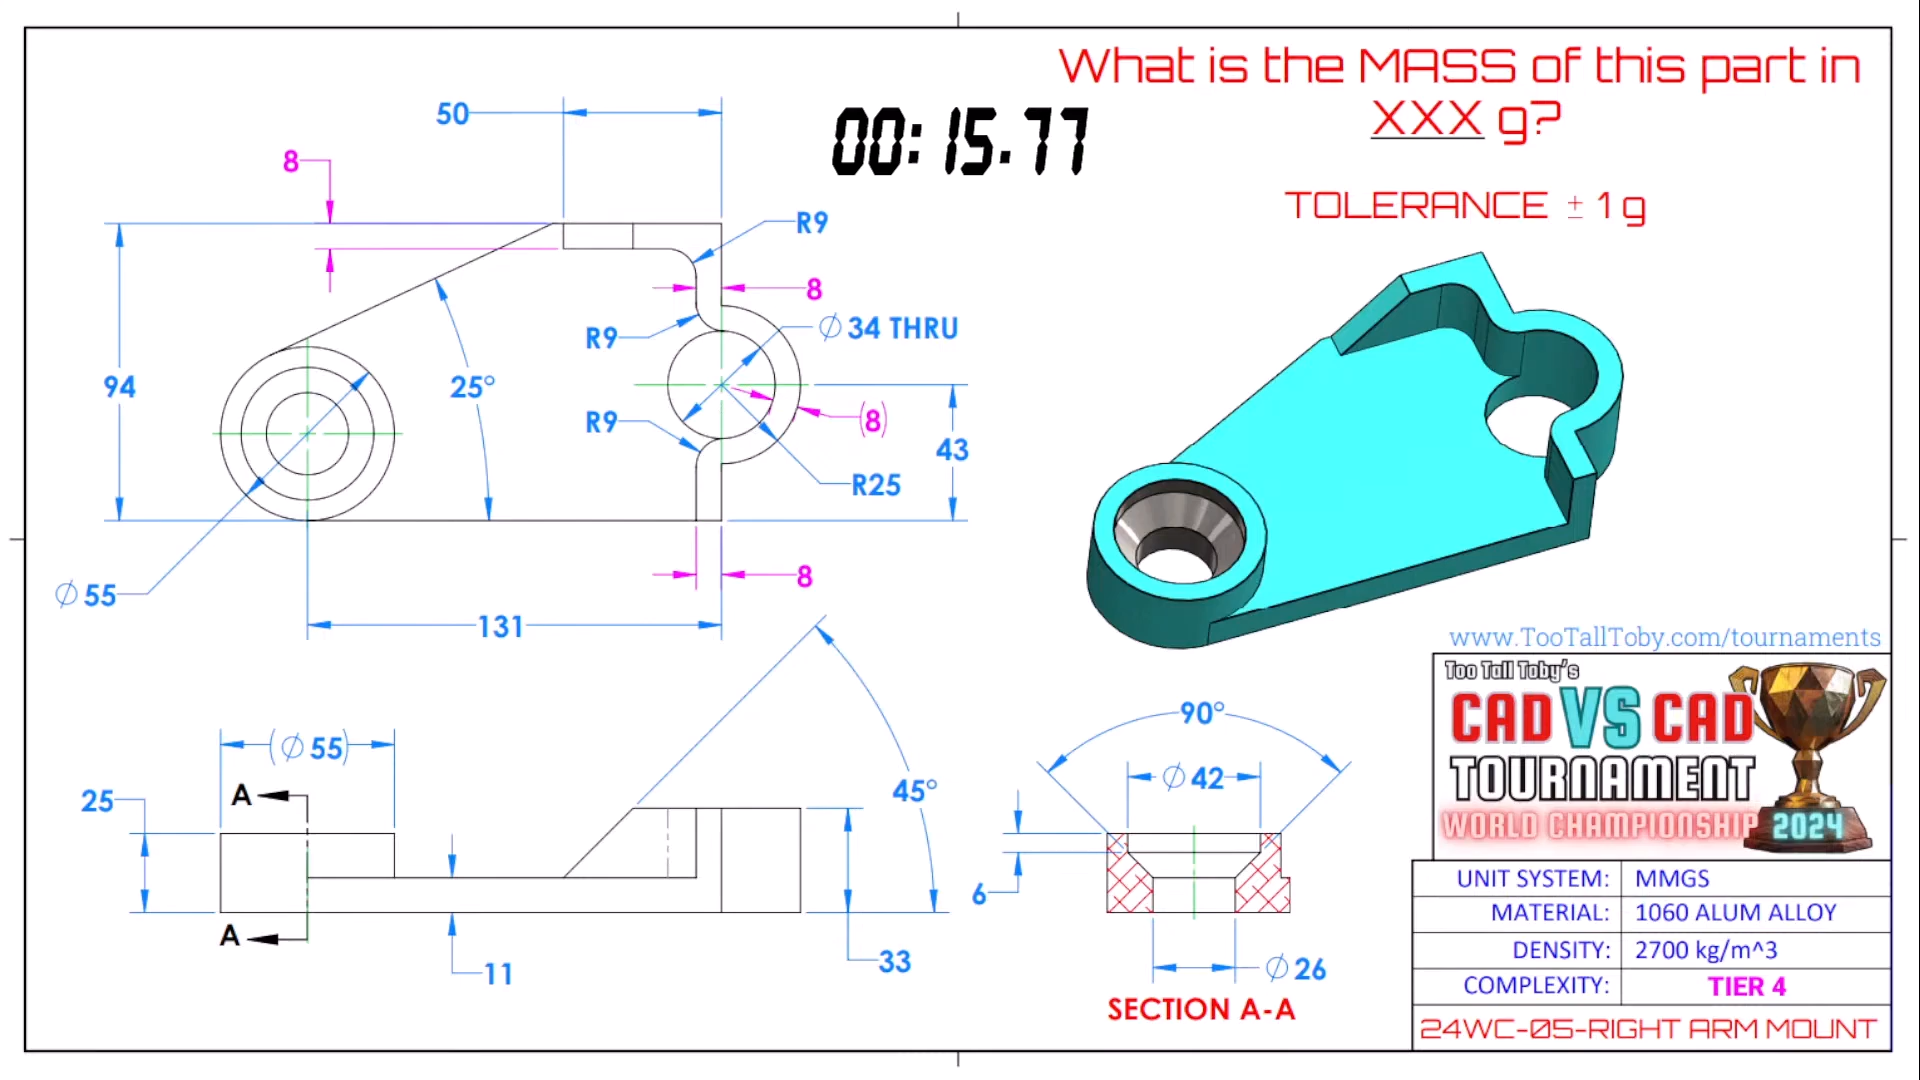 What is the MASS of this part in
XXX g?
TOLERANCE ± 1 g
00:15.77
50
8
R9
8
R9
Ø 34 THRU
94
25°
R9
(8)
43
R25
Ø 55
8
131
www.TooTallToby.com/tournaments
Too Tall Toby's
CAD VS CAD
TOURNAMENT
WORLD CHAMPIONSHIP 2024
(Ø 55)
25
A
A
45°
11
33
90°
Ø 42
6
Ø 26
SECTION A-A
UNIT SYSTEM: MMGS
MATERIAL: 1060 ALUM ALLOY
DENSITY: 2700 kg/m^3
COMPLEXITY: TIER 4
24WC-05-RIGHT ARM MOUNT